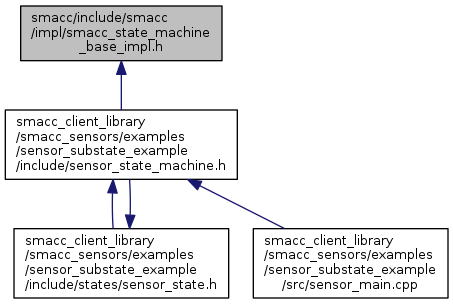 smacc/include/smacc
/impl/smacc_state_machine
_base_impl.h
smacc_client_library
/smacc_sensors/examples
/sensor_substate_example
/include/sensor_state_machine.h
smacc_client_library
/smacc_sensors/examples
/sensor_substate_example
/include/states/sensor_state.h
smacc_client_library
/smacc_sensors/examples
/sensor_substate_example
/src/sensor_main.cpp